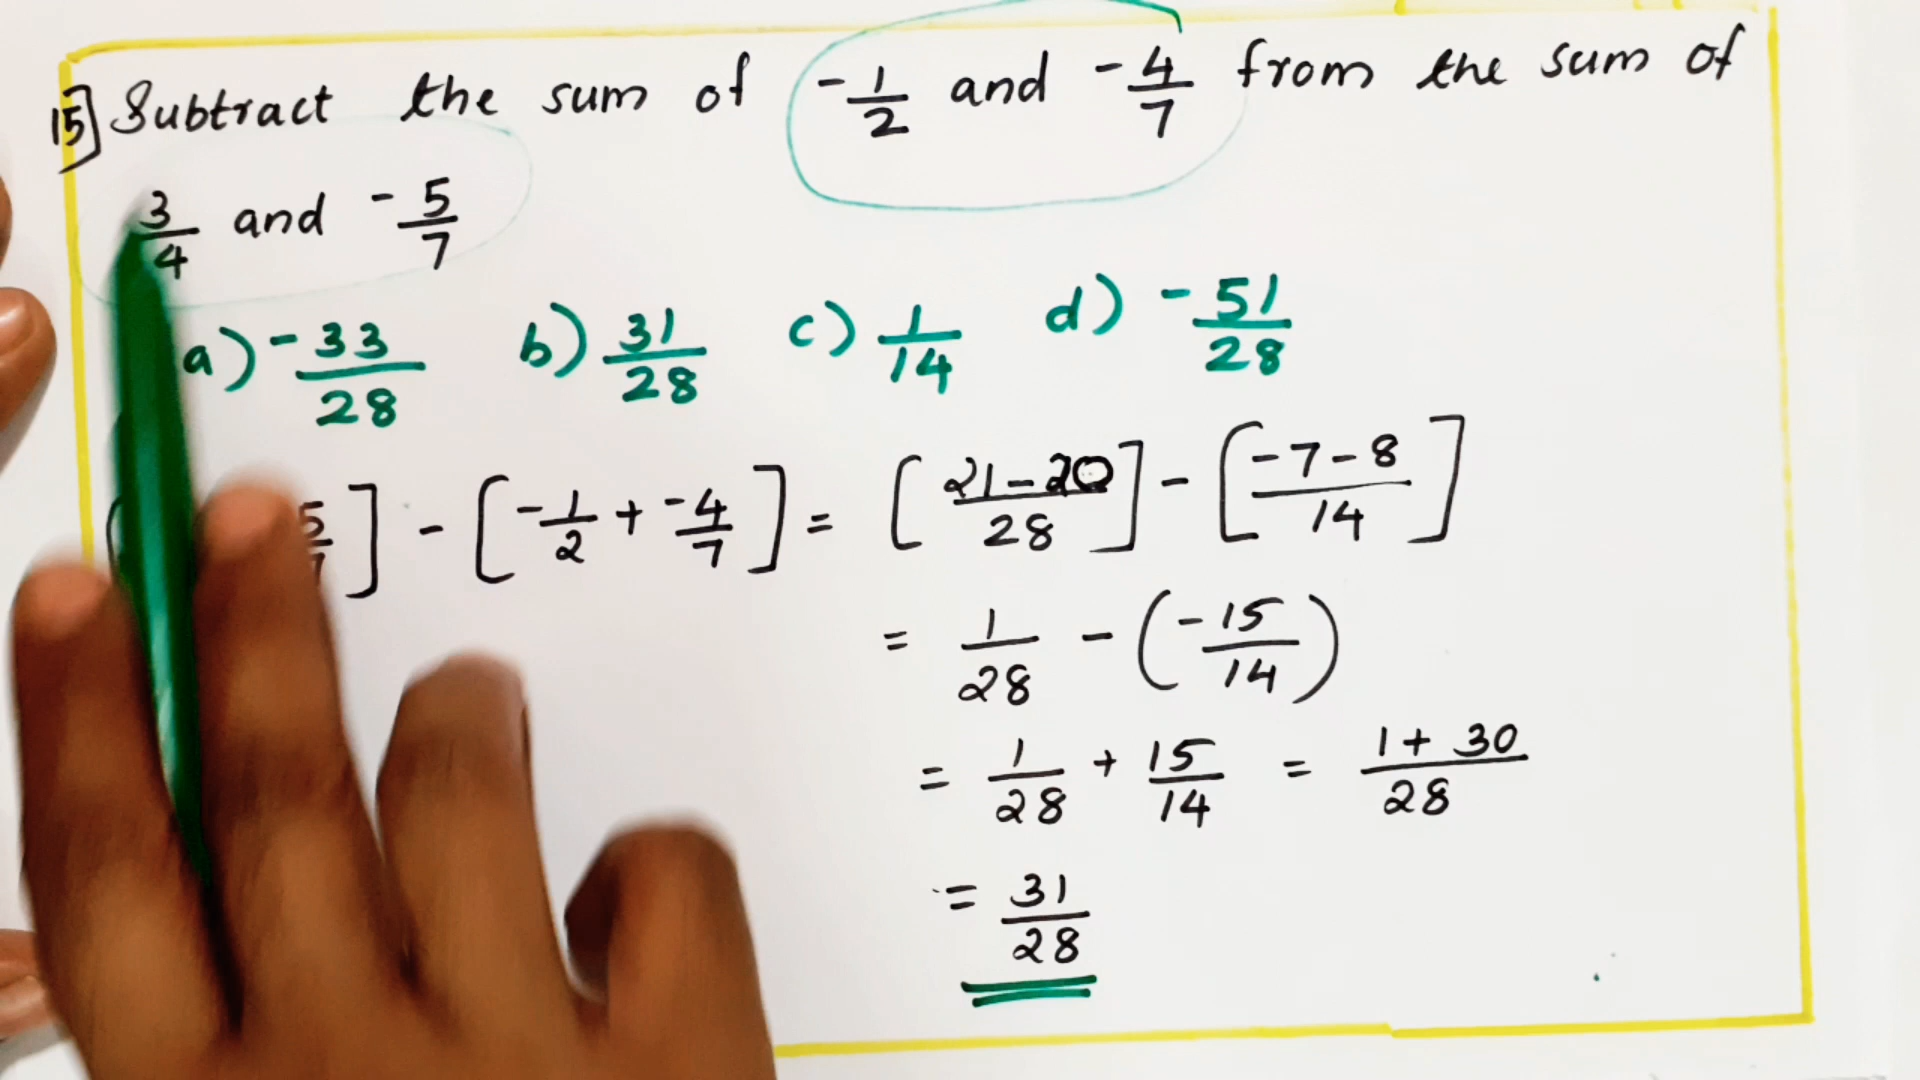 15] Subtract the sum of -1/2 and -4/7 from the sum of
3/4 and -5/7
a) -33/28 b) 31/28 c) 1/14 d) -51/28
] - [-1/2 + -4/7] = [21-20/28] - [-7-8/14]
= 1/28 - (-15/14)
= 1/28 + 15/14 = 1+30/28
= 31/28